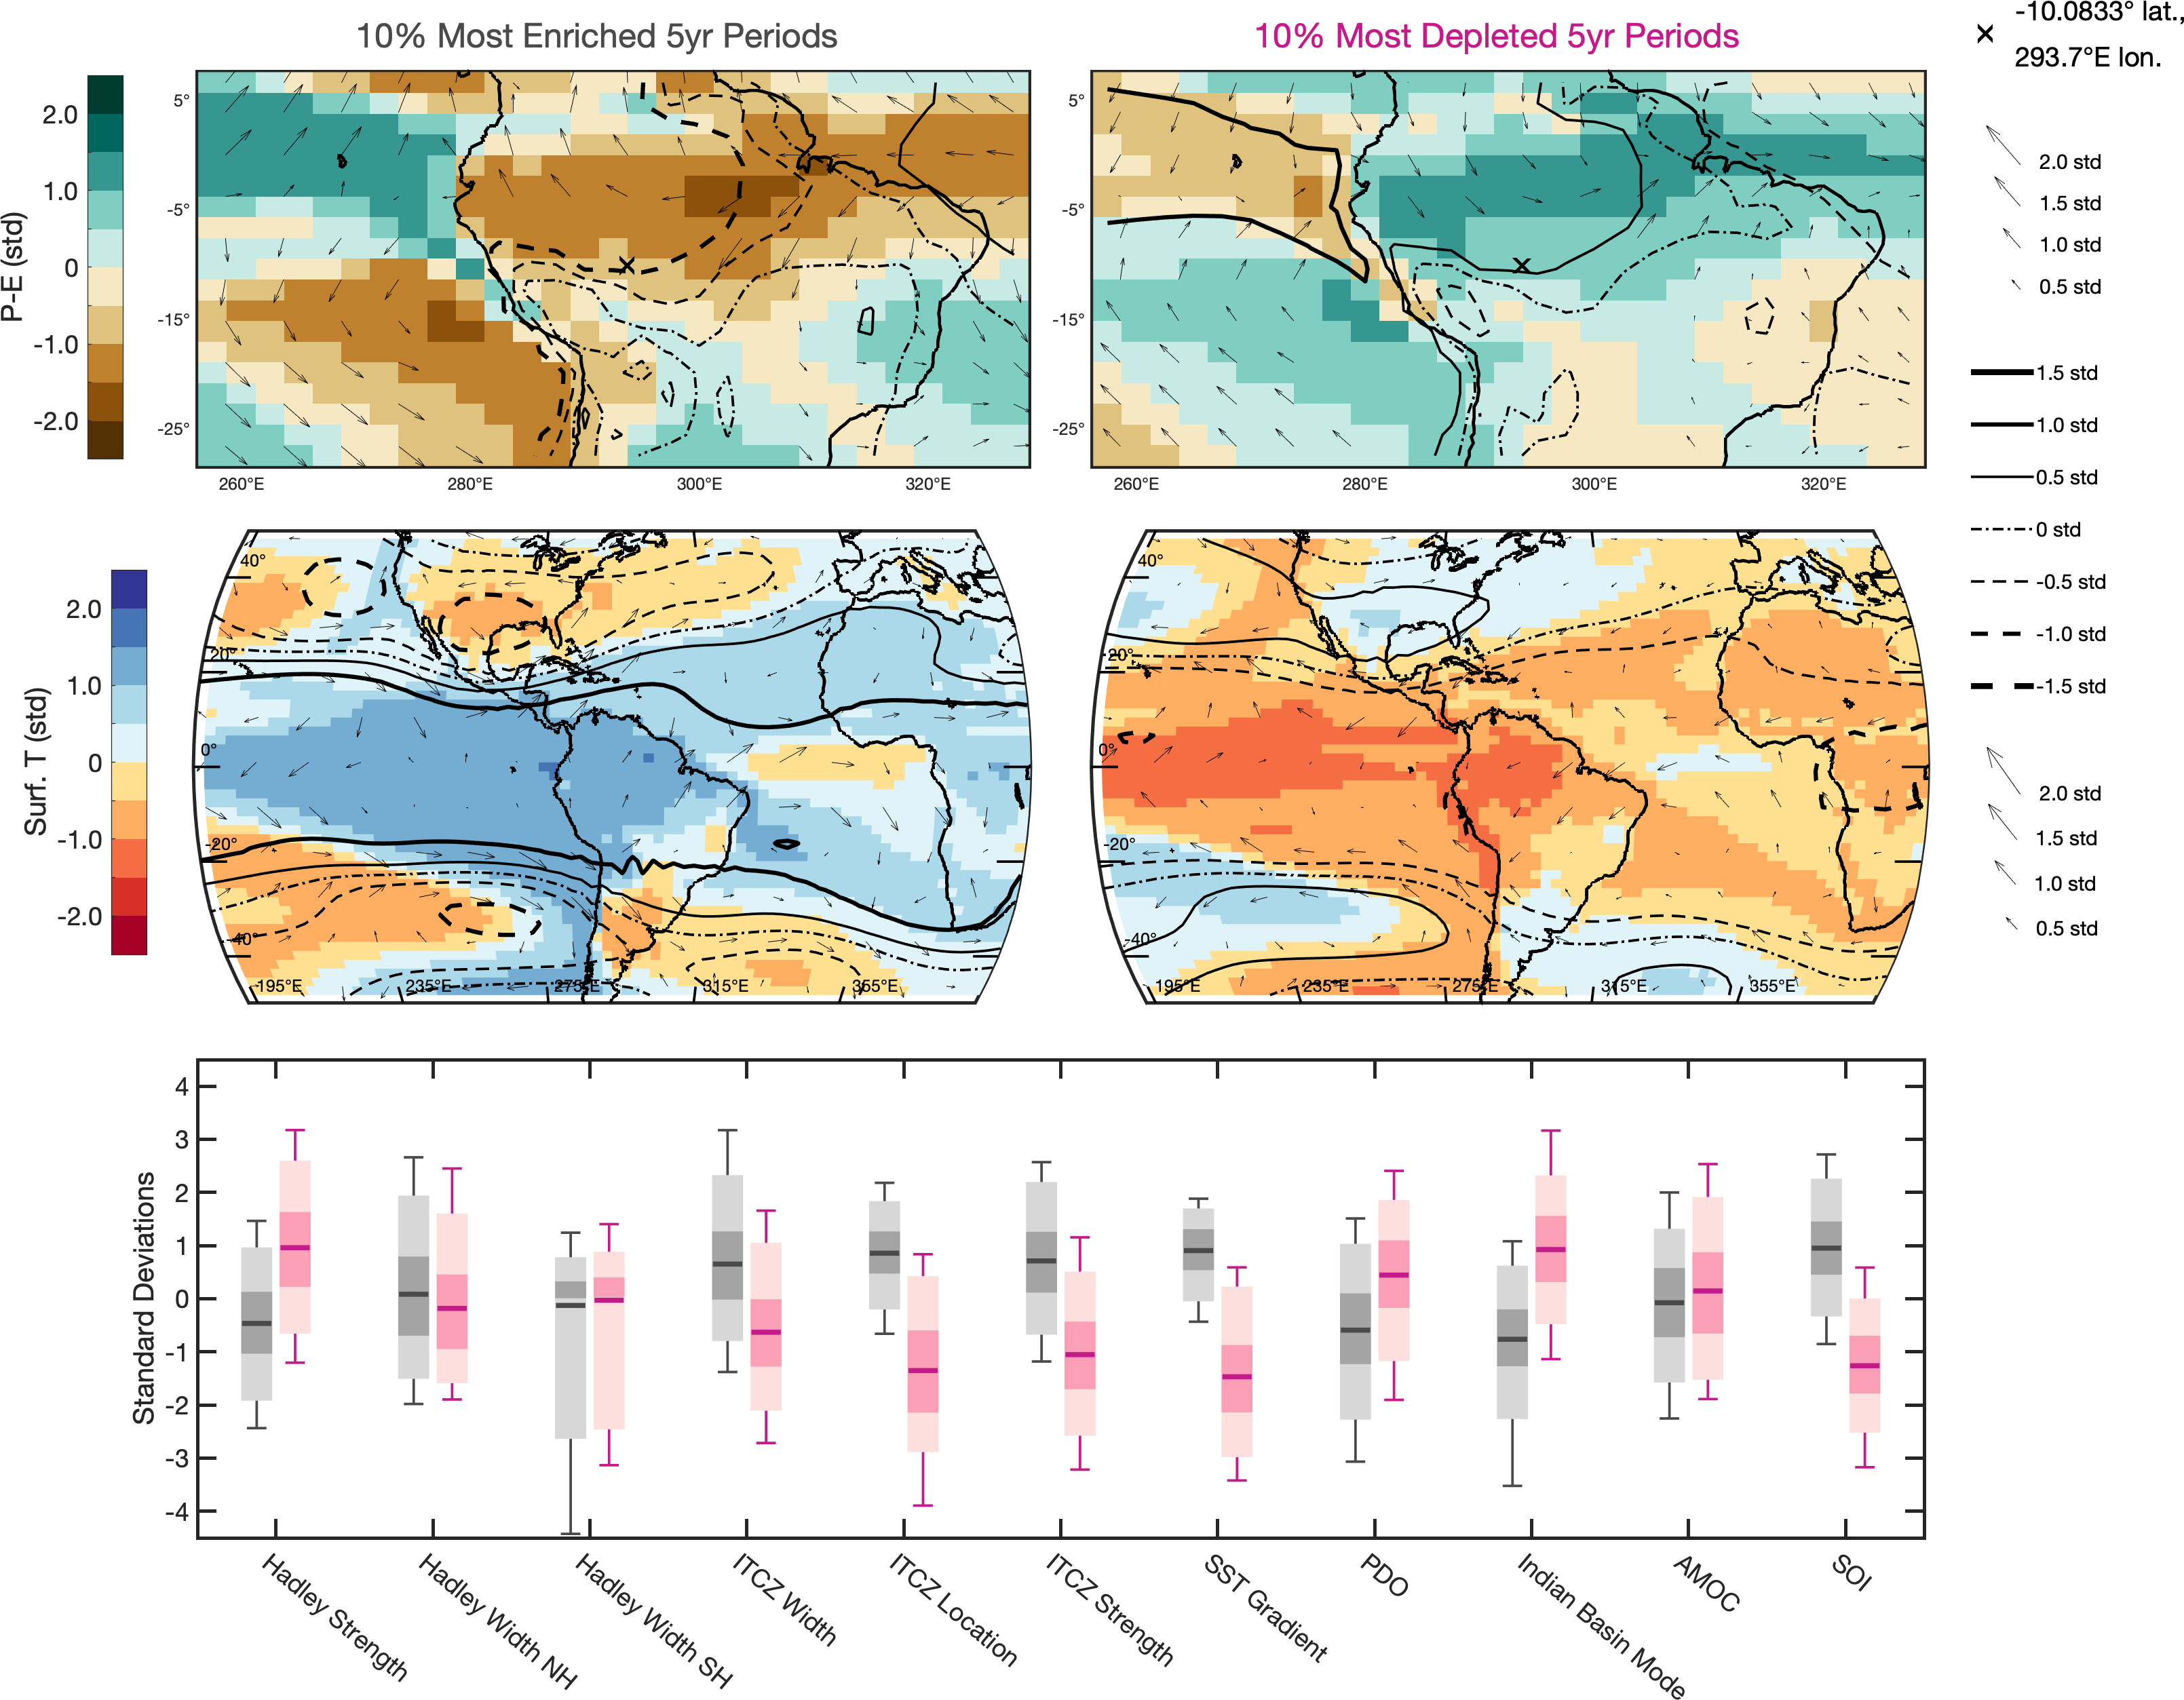 10% Most Enriched 5yr Periods
10% Most Depleted 5yr Periods
-10.0833° lat.,
293.7°E lon.
P-E (std)
2.0
1.0
0
-1.0
-2.0
5°
-5°
-15°
-25°
260°E 280°E 300°E 320°E
5°
-5°
-15°
-25°
260°E 280°E 300°E 320°E
2.0 std
1.5 std
1.0 std
0.5 std
1.5 std
1.0 std
0.5 std
0 std
-0.5 std
-1.0 std
-1.5 std
Surf. T (std)
2.0
1.0
0
-1.0
-2.0
40°
20°
0°
-20°
-40°
195°E 235°E 275°E 315°E 355°E
40°
20°
0°
-20°
-40°
195°E 235°E 275°E 315°E 355°E
2.0 std
1.5 std
1.0 std
0.5 std
Standard Deviations
4
3
2
1
0
-1
-2
-3
-4
Hadley Strength
Hadley Width NH
Hadley Width SH
ITCZ Width
ITCZ Location
ITCZ Strength
SST Gradient
PDO
Indian Basin Mode
AMOC
SOI